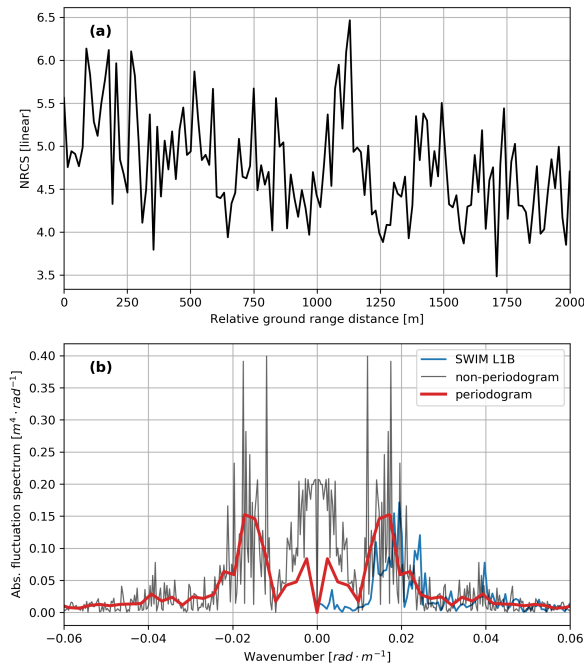 (a)
NRCS [linear]
6.5
6.0
5.5
5.0
4.5
4.0
3.5
0 250 500 750 1000 1250 1500 1750 2000
Relative ground range distance [m]
(b)
SWIM L1B
non-periodogram
periodogram
Abs. fluctuation spectrum [m⁴ · rad⁻¹]
0.40
0.35
0.30
0.25
0.20
0.15
0.10
0.05
0.00
−0.06 −0.04 −0.02 0.00 0.02 0.04 0.06
Wavenumber [rad · m⁻¹]